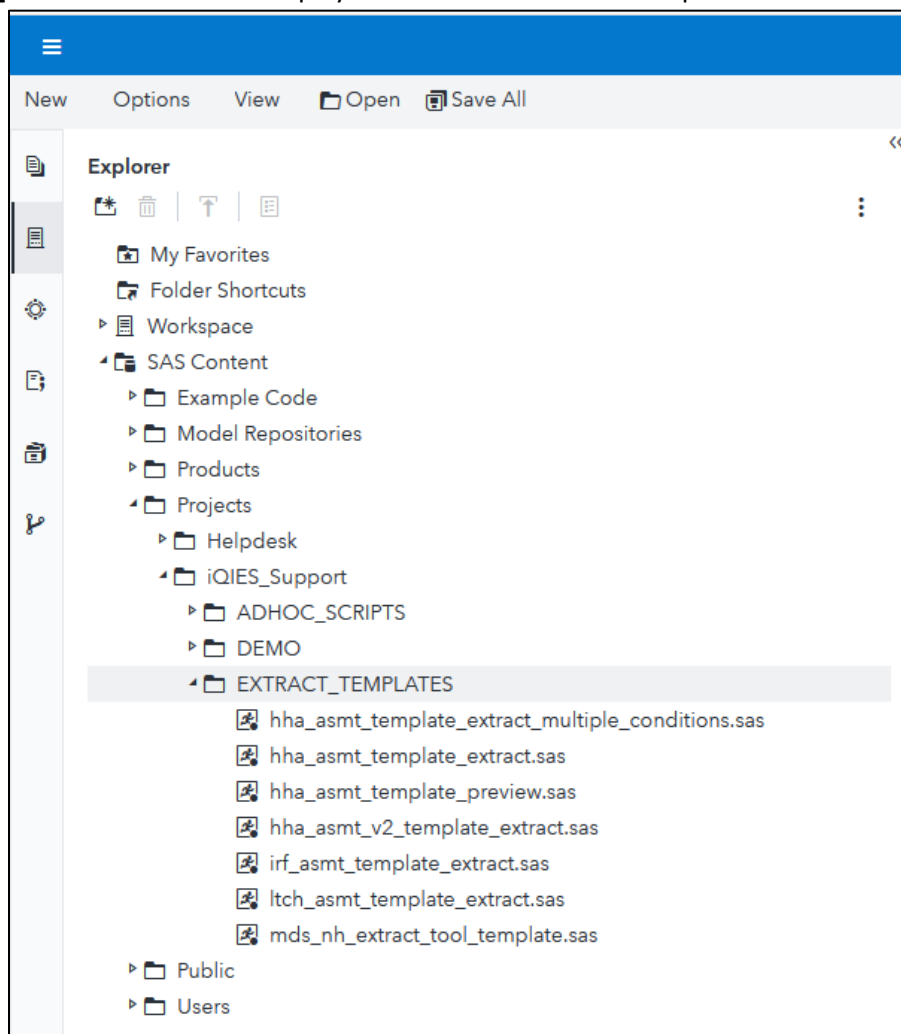 New Options View Open Save All
Explorer
My Favorites
Folder Shortcuts
Workspace
SAS Content
Example Code
Model Repositories
Products
Projects
Helpdesk
iQIES_Support
ADHOC_SCRIPTS
DEMO
EXTRACT_TEMPLATES
hha_asmt_template_extract_multiple_conditions.sas
hha_asmt_template_extract.sas
hha_asmt_template_preview.sas
hha_asmt_v2_template_extract.sas
irf_asmt_template_extract.sas
ltch_asmt_template_extract.sas
mds_nh_extract_tool_template.sas
Public
Users